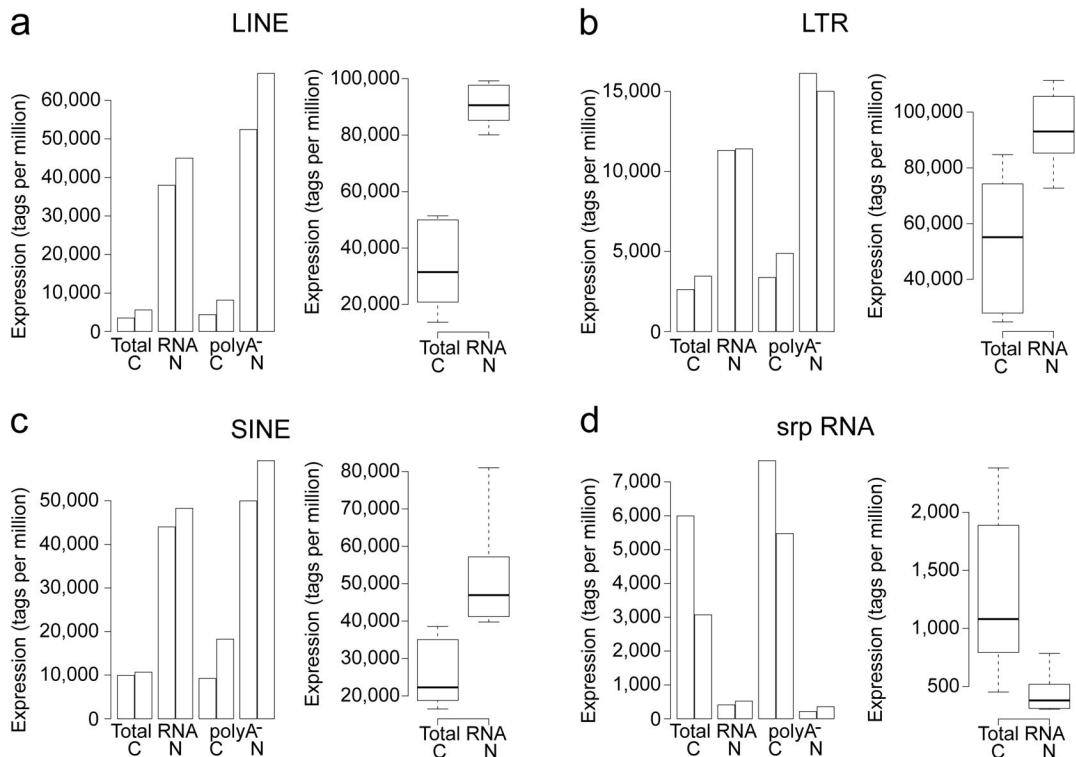 a
LINE
Expression (tags per million)
60,000
50,000
40,000
30,000
20,000
10,000
0
Total RNA polyA-
C N C N
Expression (tags per million)
100,000
80,000
60,000
40,000
20,000
Total RNA
C N
b
LTR
Expression (tags per million)
15,000
10,000
5,000
0
Total RNA polyA-
C N C N
Expression (tags per million)
100,000
80,000
60,000
40,000
Total RNA
C N
c
SINE
Expression (tags per million)
50,000
40,000
30,000
20,000
10,000
0
Total RNA polyA-
C N C N
Expression (tags per million)
80,000
70,000
60,000
50,000
40,000
30,000
20,000
Total RNA
C N
d
srp RNA
Expression (tags per million)
7,000
6,000
5,000
4,000
3,000
2,000
1,000
0
Total RNA polyA-
C N C N
Expression (tags per million)
2,000
1,500
1,000
500
Total RNA
C N